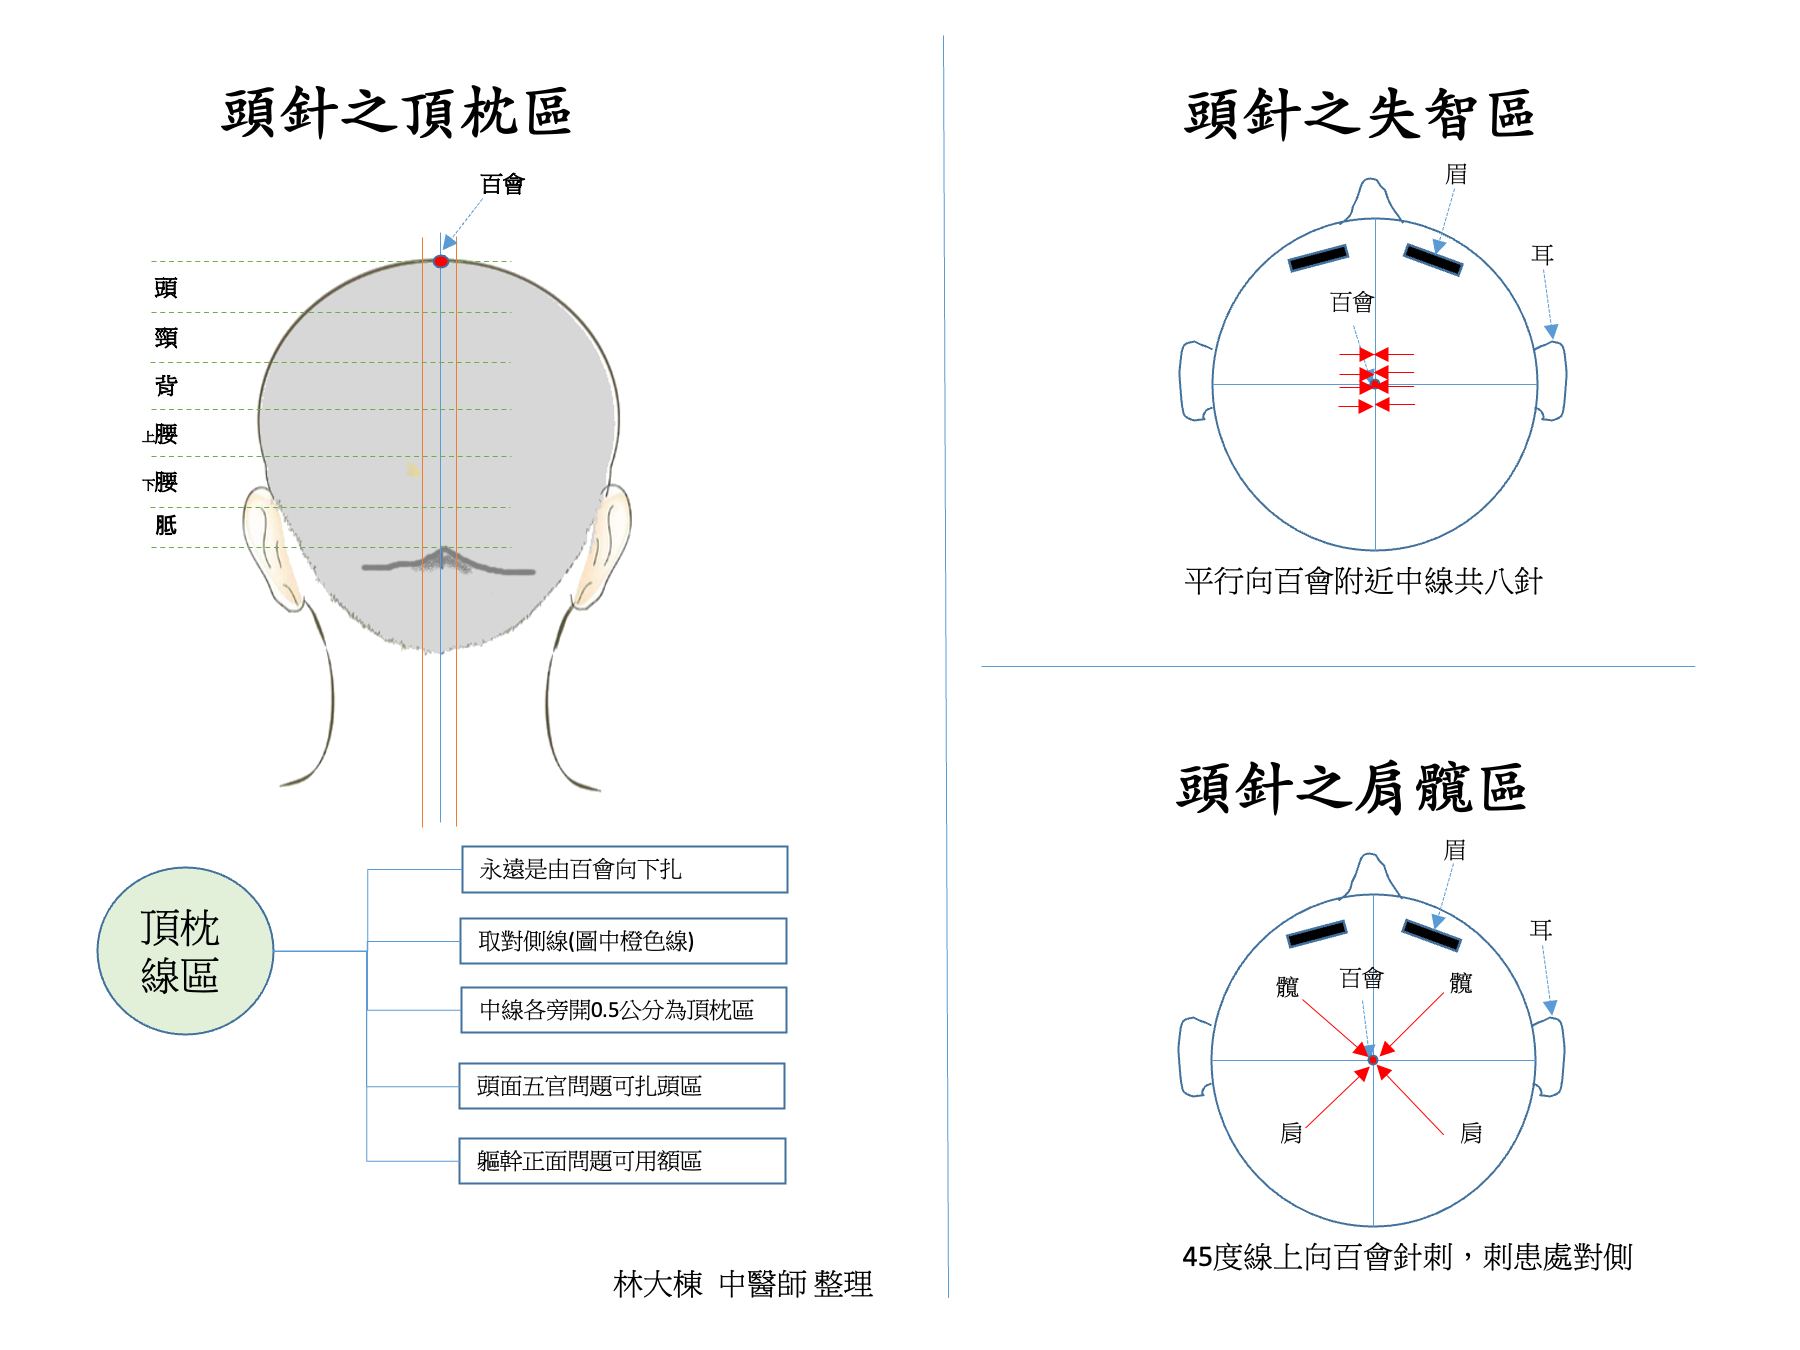 頭針之頂枕區
百會
頭
頸
背
上腰
下腰
骶
頂枕
線區
永遠是由百會向下扎
取對側線(圖中橙色線)
中線各旁開0.5公分為頂枕區
頭面五官問題可扎頭區
軀幹正面問題可用額區
林大棟 中醫師 整理
頭針之失智區
眉
耳
百會
平行向百會附近中線共八針
頭針之肩髖區
眉
耳
髖
百會
髖
肩
肩
45度線上向百會針刺，刺患處對側